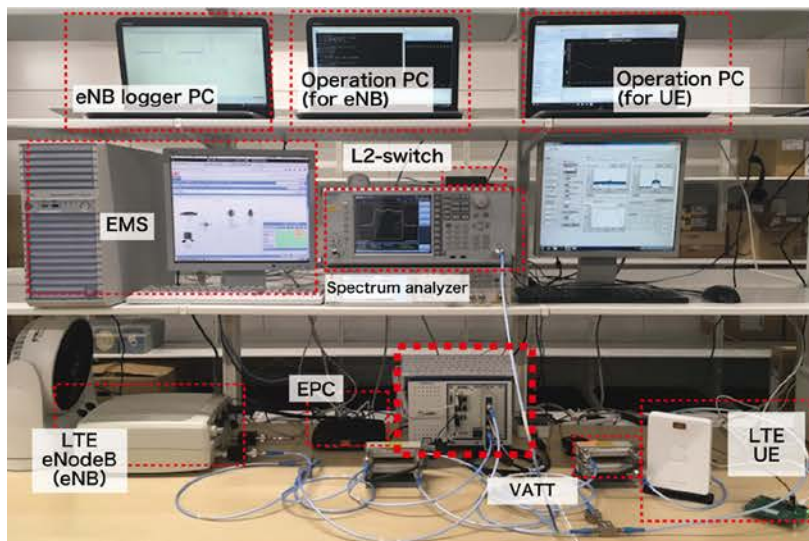 eNB logger PC
Operation PC
(for eNB)
Operation PC
(for UE)
L2-switch
EMS
Spectrum analyzer
EPC
LTE
eNodeB
(eNB)
VATT
LTE
UE